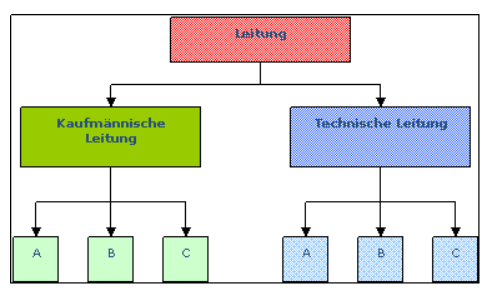 Leitung
Kaufmännische
Leitung
Technische Leitung
A
B
C
A
B
C